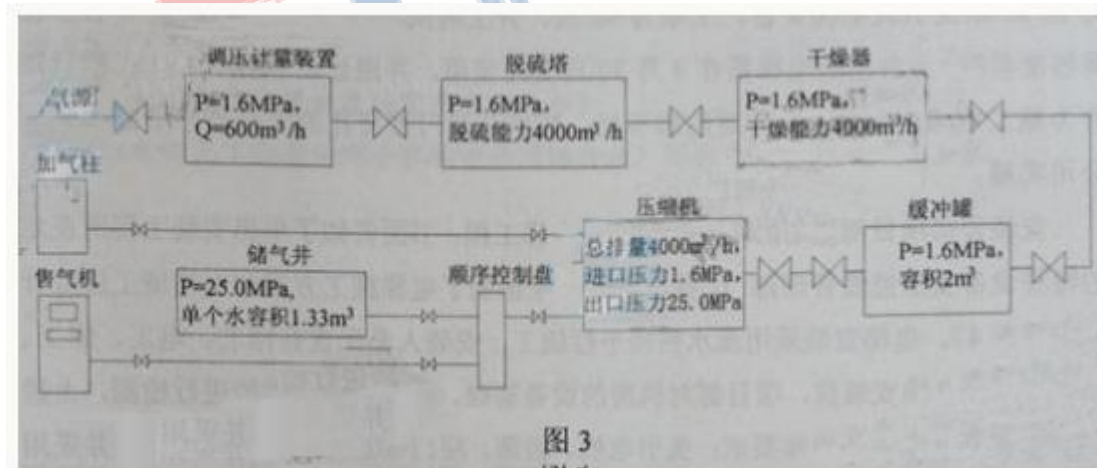 调压计量装置
脱硫塔
干燥器
气源
P=1.6MPa,
Q=600m³/h
P=1.6MPa,
脱硫能力4000m³/h
P=1.6MPa,
干燥能力4000m³/h
加气柱
压缩机
缓冲罐
储气井
顺序控制盘
总排量4000m³/h,
进口压力1.6MPa,
出口压力25.0MPa
P=1.6MPa,
容积2m³
售气机
P=25.0MPa,
单个水容积1.33m³
图 3